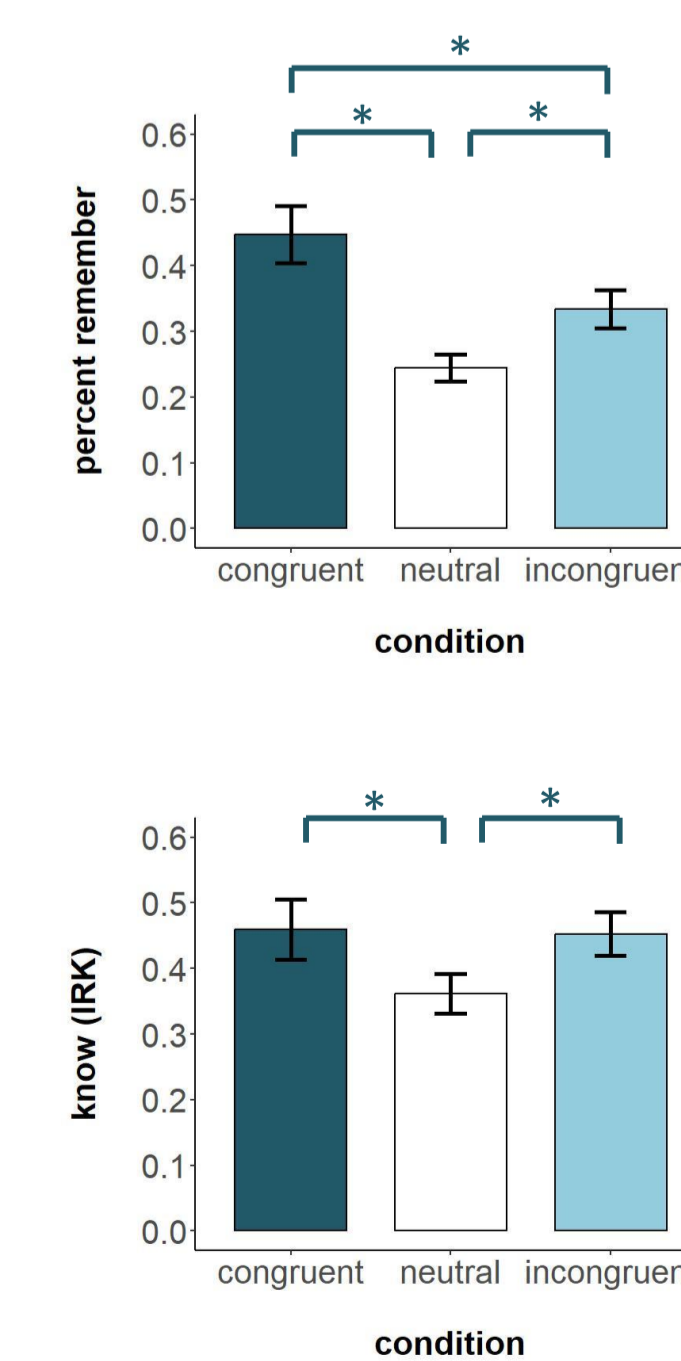 *
* *
0.6
0.5
0.4
0.3
0.2
0.1
0.0
percent remember
congruent neutral incongruen
condition
* *
0.6
0.5
0.4
0.3
0.2
0.1
0.0
know (IRK)
congruent neutral incongruen
condition